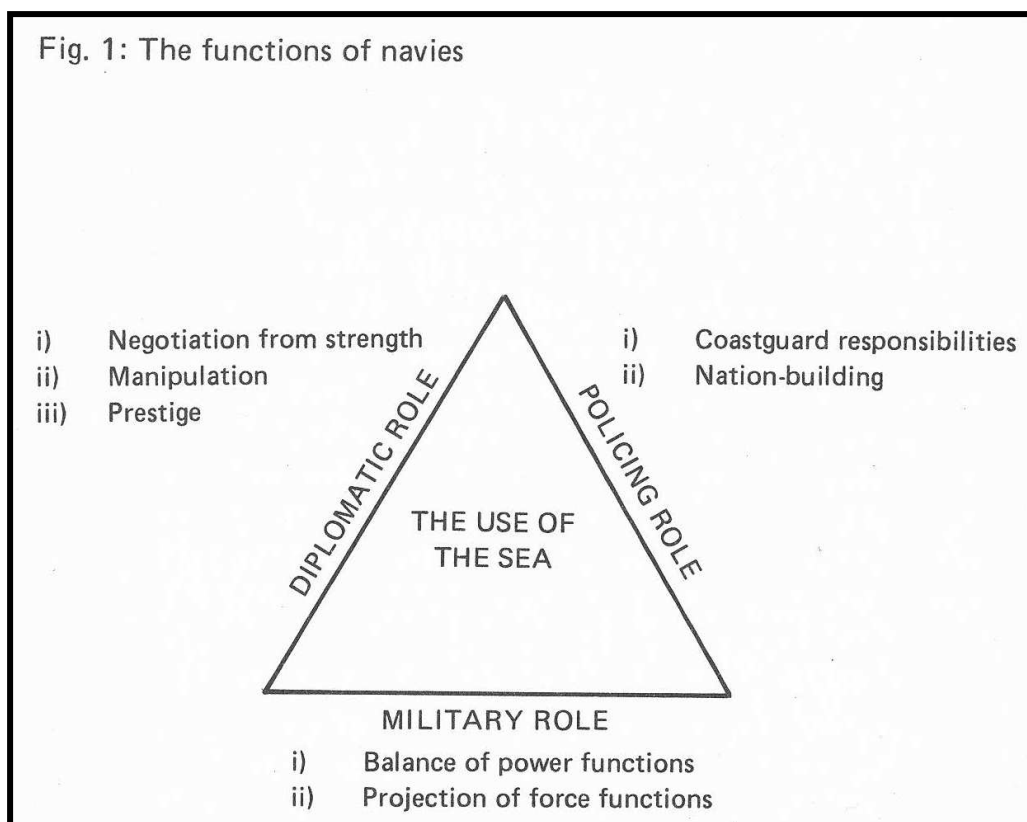 Fig. 1: The functions of navies
i) Negotiation from strength
ii) Manipulation
iii) Prestige
i) Coastguard responsibilities
ii) Nation-building
DIPLOMATIC ROLE
POLICING ROLE
THE USE OF
THE SEA
MILITARY ROLE
i) Balance of power functions
ii) Projection of force functions